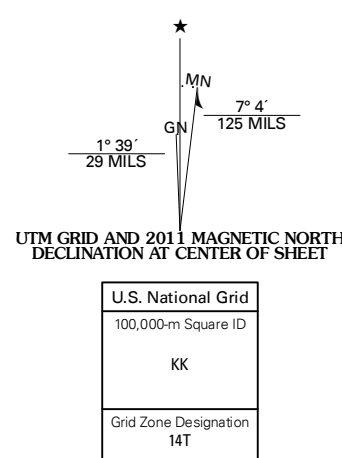 ★
MN
GN
7° 4´
125 MILS
1° 39´
29 MILS
UTM GRID AND 2011 MAGNETIC NORTH
DECLINATION AT CENTER OF SHEET
U.S. National Grid
100,000-m Square ID
KK
Grid Zone Designation
14T